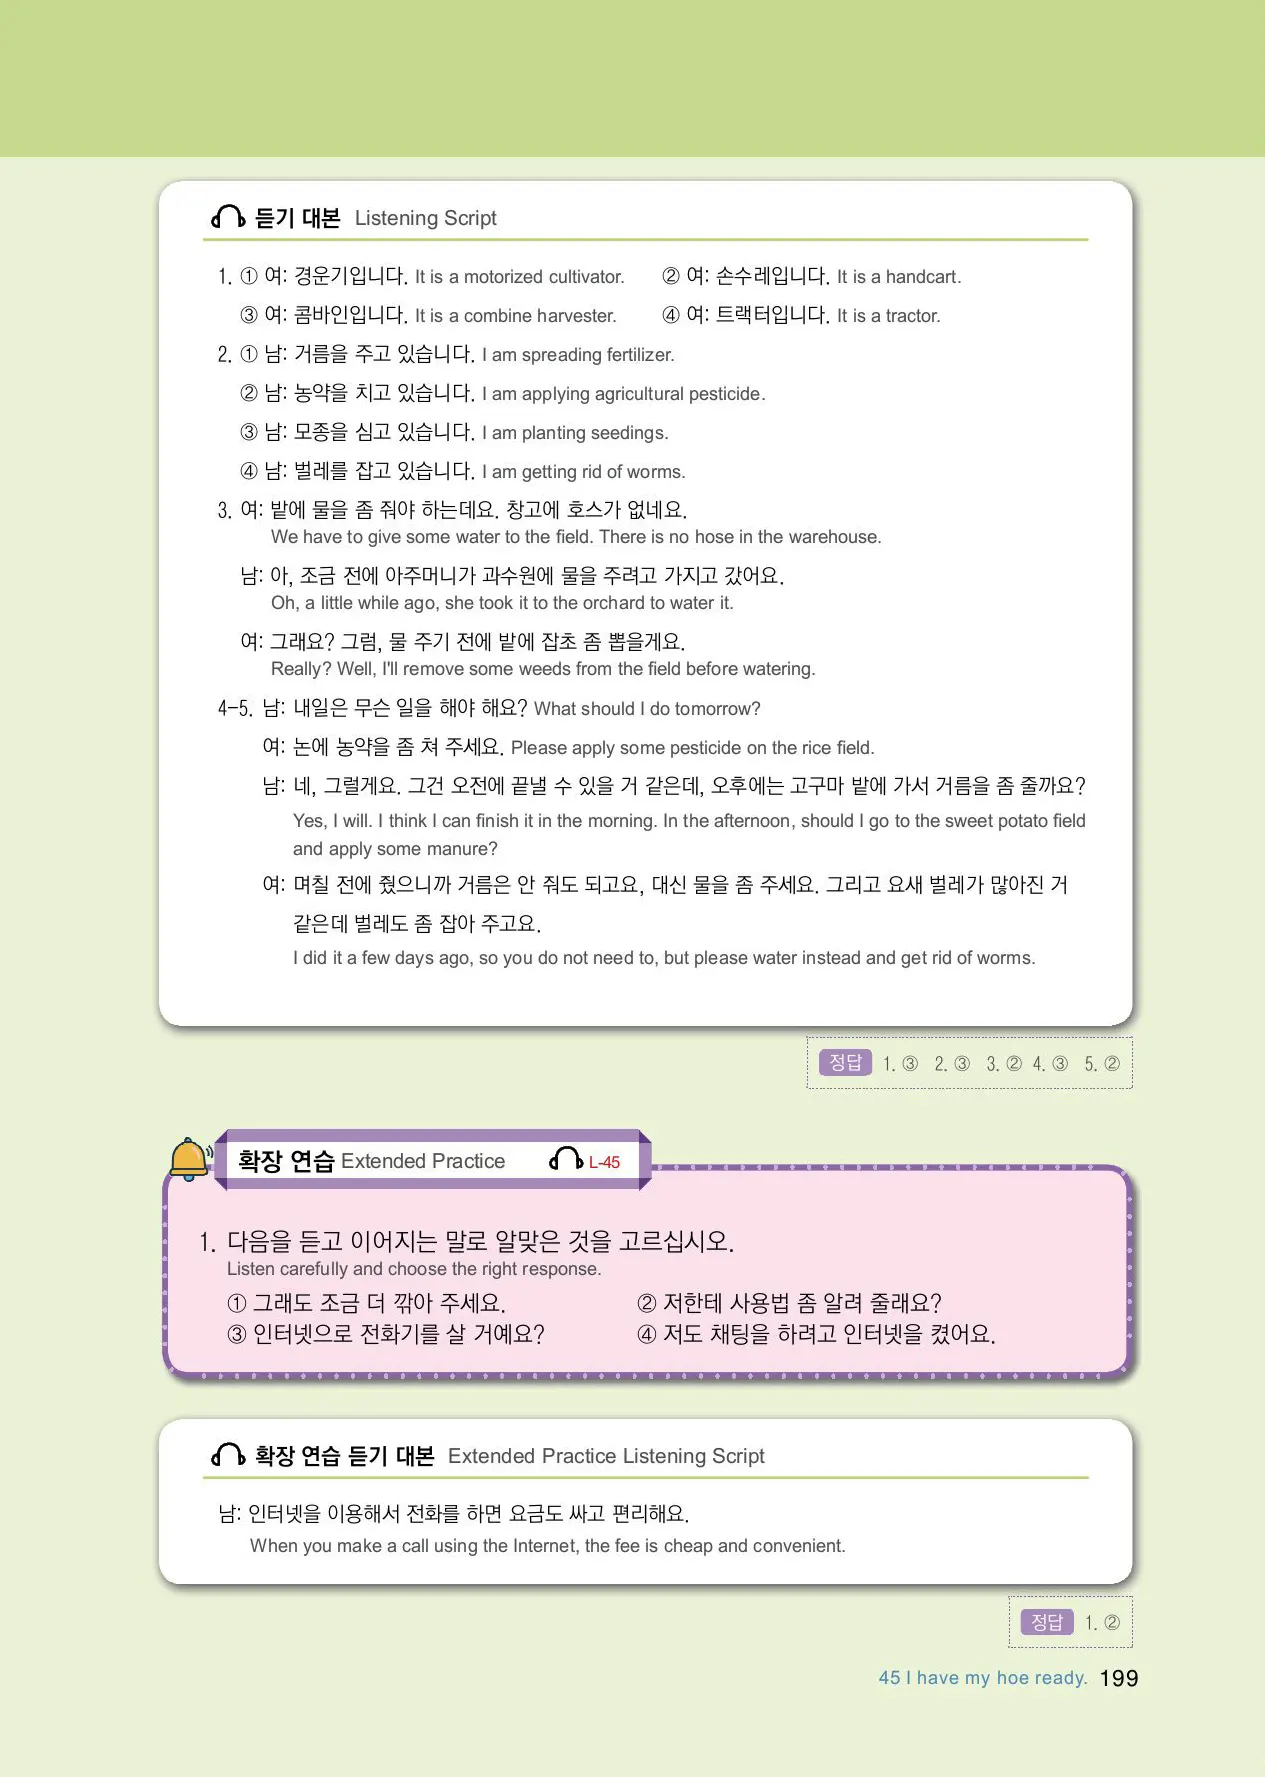 듣기 대본 Listening Script
1. ① 여: 경운기입니다. It is a motorized cultivator. ② 여: 손수레입니다. It is a handcart.
③ 여: 콤바인입니다. It is a combine harvester. ④ 여: 트랙터입니다. It is a tractor.
2. ① 남: 거름을 주고 있습니다. I am spreading fertilizer.
② 남: 농약을 치고 있습니다. I am applying agricultural pesticide.
③ 남: 모종을 심고 있습니다. I am planting seedings.
④ 남: 벌레를 잡고 있습니다. I am getting rid of worms.
3. 여: 밭에 물을 좀 줘야 하는데요. 창고에 호스가 없네요.
We have to give some water to the field. There is no hose in the warehouse.
남: 아, 조금 전에 아주머니가 과수원에 물을 주려고 가지고 갔어요.
Oh, a little while ago, she took it to the orchard to water it.
여: 그래요? 그럼, 물 주기 전에 밭에 잡초 좀 뽑을게요.
Really? Well, I'll remove some weeds from the field before watering.
4-5. 남: 내일은 무슨 일을 해야 해요? What should I do tomorrow?
여: 논에 농약을 좀 쳐 주세요. Please apply some pesticide on the rice field.
남: 네, 그럴게요. 그건 오전에 끝낼 수 있을 거 같은데, 오후에는 고구마 밭에 가서 거름을 좀 줄까요?
Yes, I will. I think I can finish it in the morning. In the afternoon, should I go to the sweet potato field
and apply some manure?
여: 며칠 전에 줬으니까 거름은 안 줘도 되고요, 대신 물을 좀 주세요. 그리고 요새 벌레가 많아진 거
같은데 벌레도 좀 잡아 주고요.
I did it a few days ago, so you do not need to, but please water instead and get rid of worms.
정답 1. ③ 2. ③ 3. ② 4. ③ 5. ②
확장 연습 Extended Practice L-45
1. 다음을 듣고 이어지는 말로 알맞은 것을 고르십시오.
Listen carefully and choose the right response.
① 그래도 조금 더 깎아 주세요. ② 저한테 사용법 좀 알려 줄래요?
③ 인터넷으로 전화기를 살 거예요? ④ 저도 채팅을 하려고 인터넷을 켰어요.
확장 연습 듣기 대본 Extended Practice Listening Script
남: 인터넷을 이용해서 전화를 하면 요금도 싸고 편리해요.
When you make a call using the Internet, the fee is cheap and convenient.
정답 1. ②
45 I have my hoe ready. 199